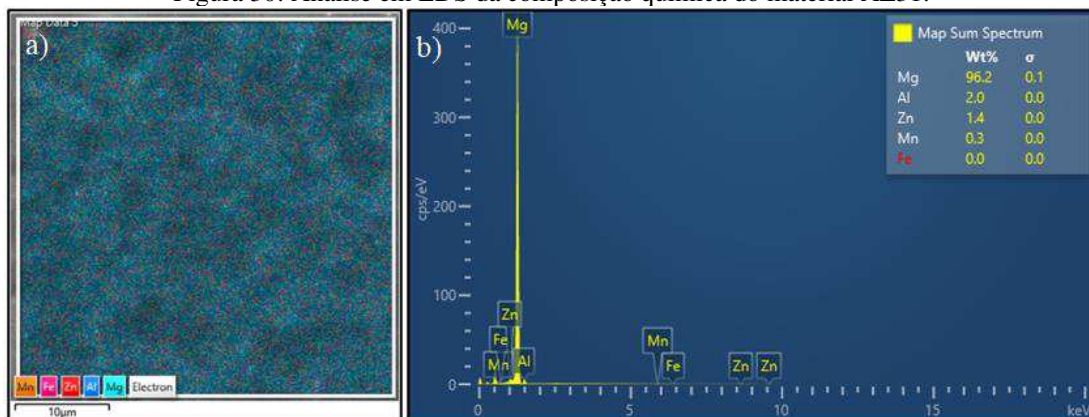 Figura 30. Análise em EDS da composição química do material AZ31.
Map Data 3
a)
Mn Fe Zn Al Mg Electron
10µm
b)
400
300
200
100
0
cps/eV
Mg
Zn
Fe
Mn Al
Mn
Fe Zn Zn
0 5 10 15 keV
Map Sum Spectrum
Wt% σ
Mg 96.2 0.1
Al 2.0 0.0
Zn 1.4 0.0
Mn 0.3 0.0
Fe 0.0 0.0